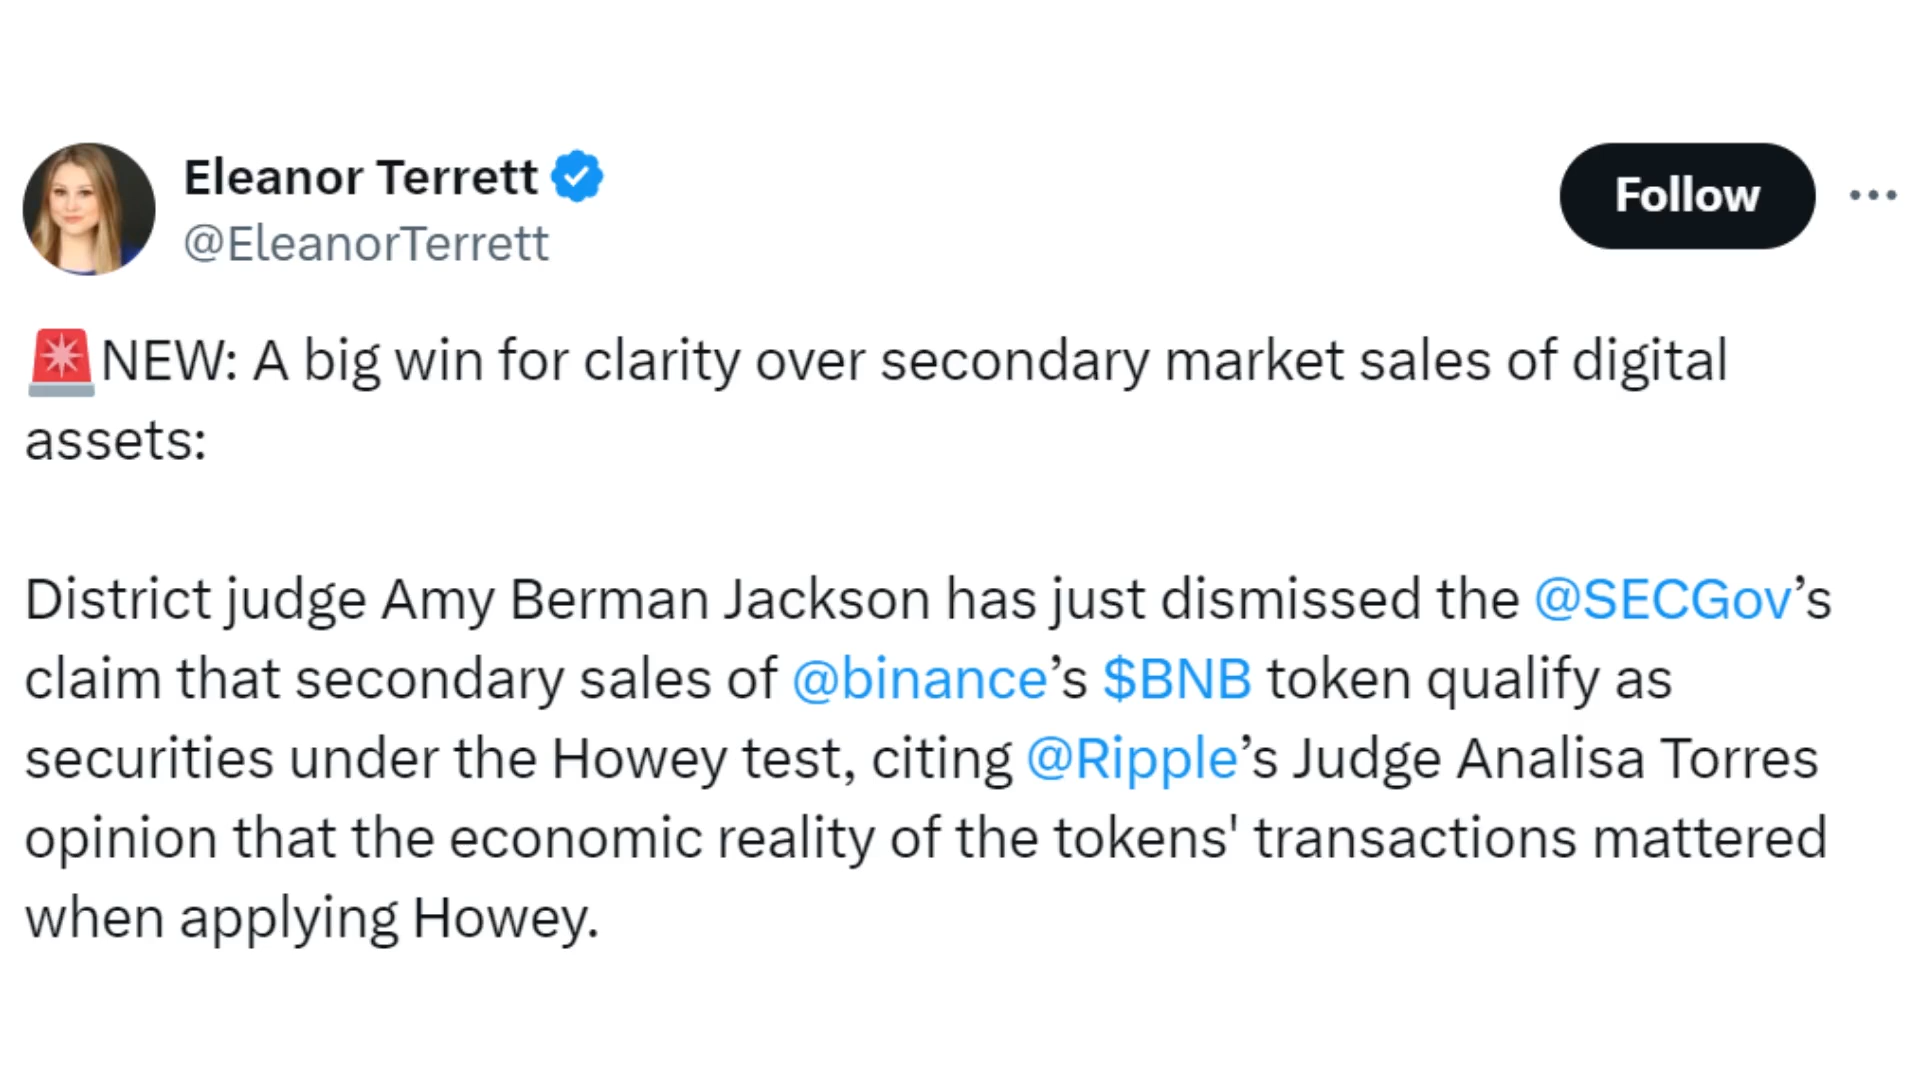 Eleanor Terrett
@EleanorTerrett
Follow
🚨NEW: A big win for clarity over secondary market sales of digital
assets:
District judge Amy Berman Jackson has just dismissed the @SECGov’s
claim that secondary sales of @binance’s $BNB token qualify as
securities under the Howey test, citing @Ripple’s Judge Analisa Torres
opinion that the economic reality of the tokens' transactions mattered
when applying Howey.